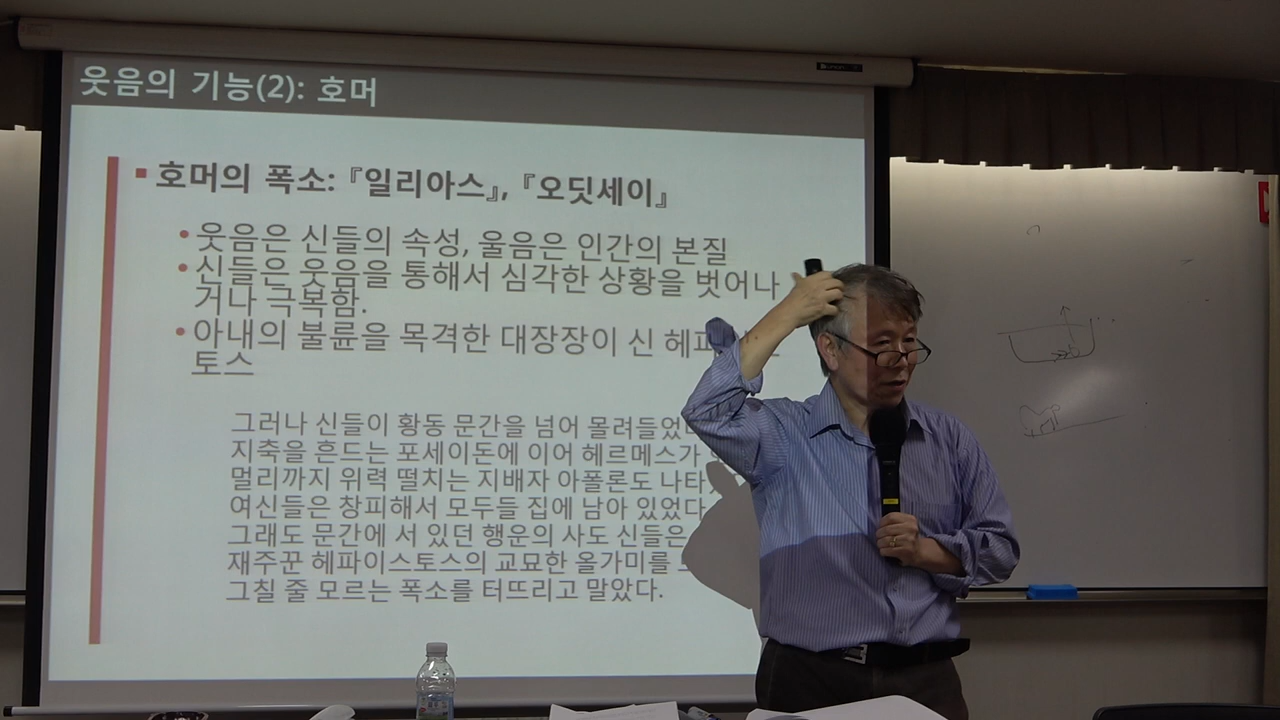 웃음의 기능(2): 호머
▪ 호머의 폭소: 『일리아스』, 『오딧세이』
• 웃음은 신들의 속성, 울음은 인간의 본질
• 신들은 웃음을 통해서 심각한 상황을 벗어나
거나 극복함.
• 아내의 불륜을 목격한 대장장이 신
토스
그러나 신들이 황동 문간을 넘어
지축을 흔드는 포세이돈에 이어 헤르메스가
멀리까지 위력 떨치는 지배자 아폴론도
여신들은 창피해서 모두들 집에 남아 있었다
그래도 문간에 서 있던 행운의 사도 신들은
재주꾼 헤파이스토스의 교묘한 올가미를
그칠 줄 모르는 폭소를 터뜨리고 말았다.